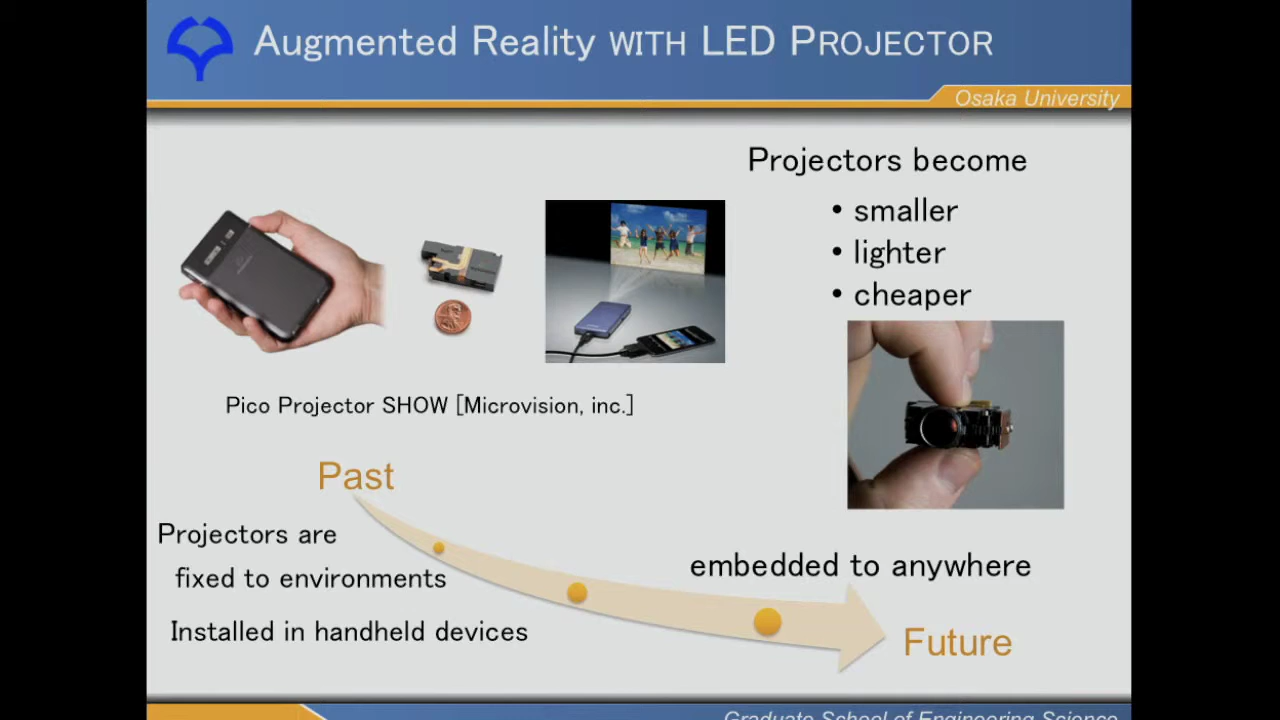 Augmented Reality WITH LED PROJECTOR
Osaka University
Projectors become
• smaller
• lighter
• cheaper
Pico Projector SHOW [Microvision, inc.]
Past
Projectors are
fixed to environments
Installed in handheld devices
embedded to anywhere
Future
Graduate School of Engineering Science